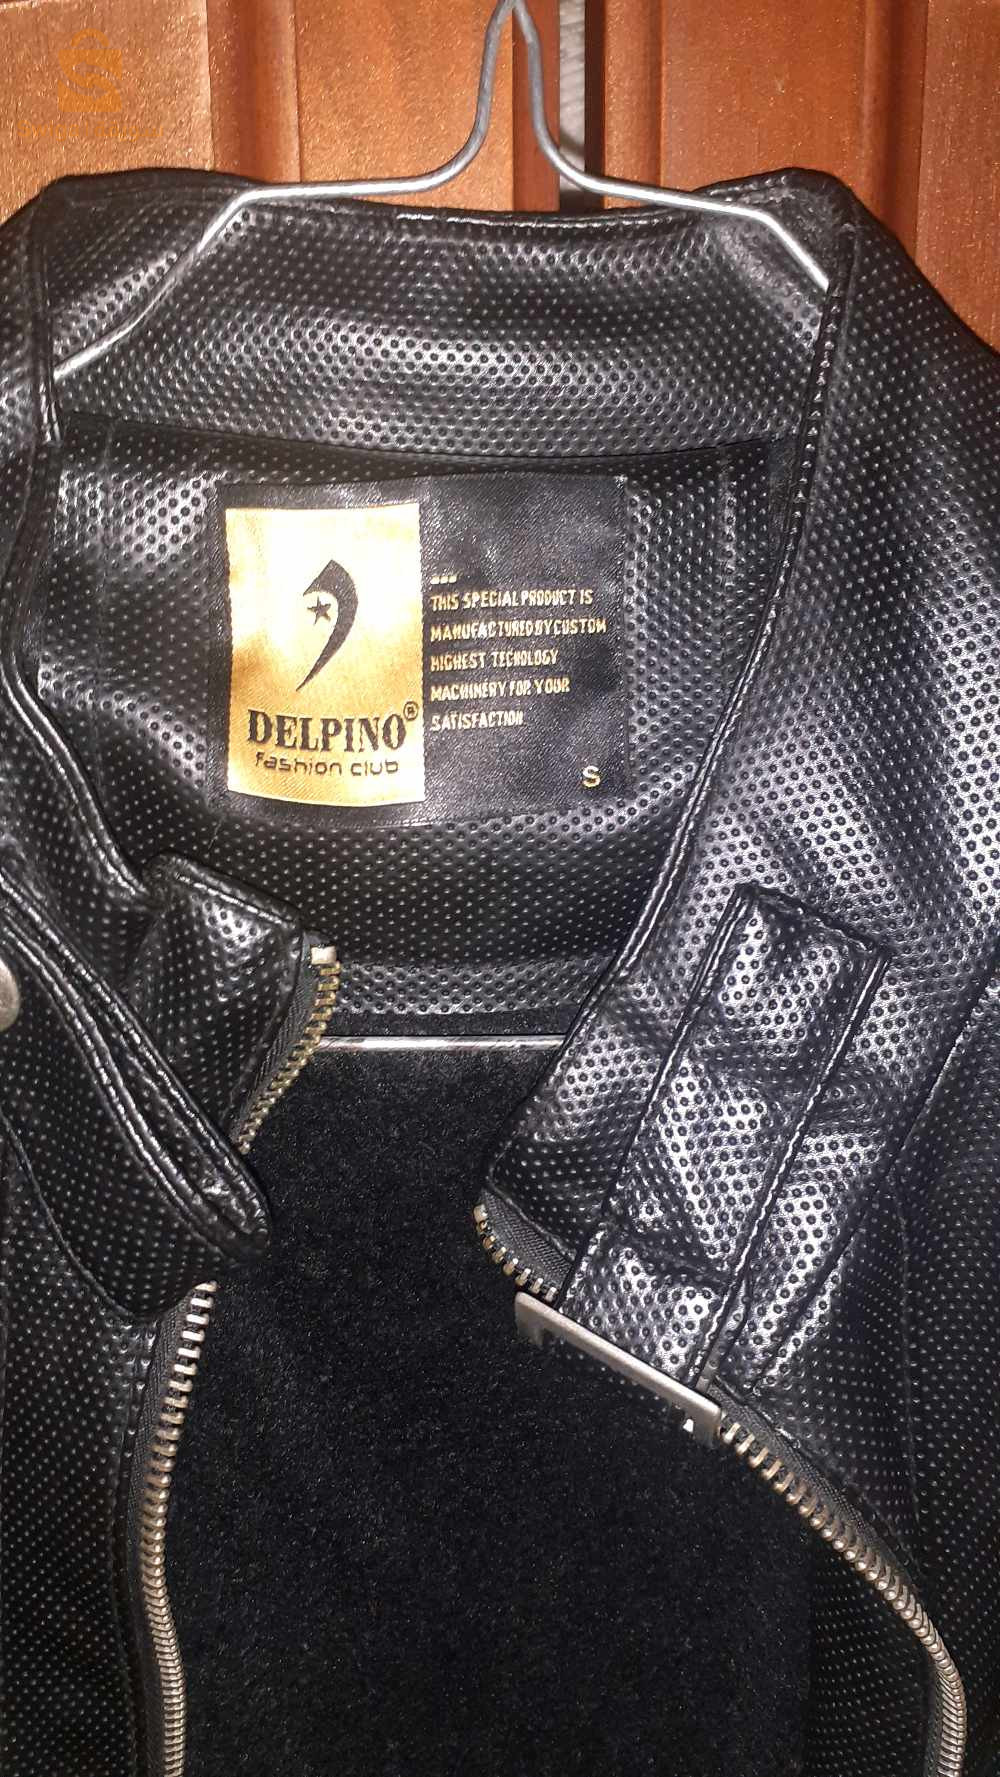 DELPINO®
fashion club
THIS SPECIAL PRODUCT IS
MANUFACTURED BY CUSTOM
HIGHEST TECNOLOGY
MACHINERY FOR YOUR
SATISFACTION
S